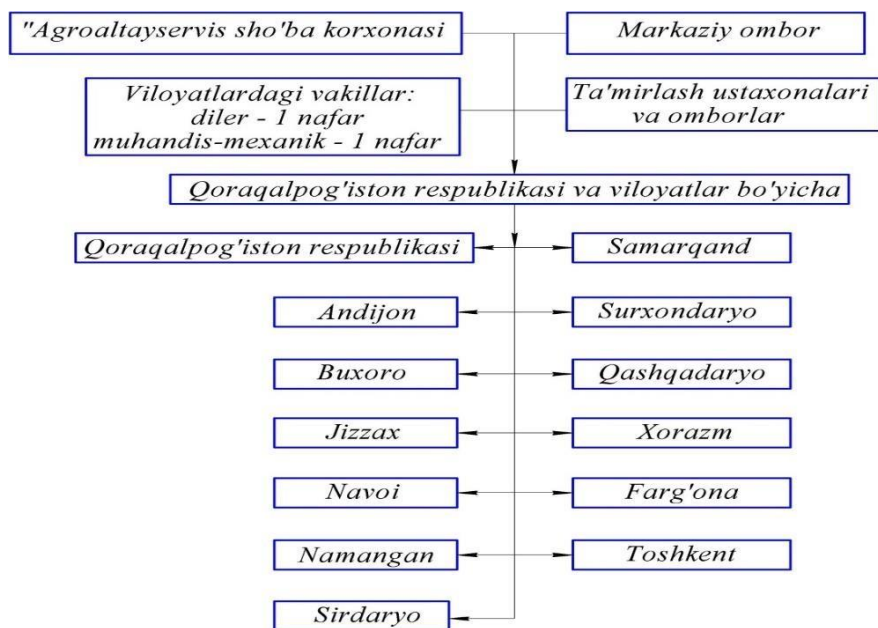 "Agroaltayservis sho'ba korxonasi
Markaziy ombor
Viloyatlardagi vakillar:
diler - 1 nafar
muhandis-mexanik - 1 nafar
Ta'mirlash ustaxonalari
va omborlar
Qoraqalpog'iston respublikasi va viloyatlar bo'yicha
Qoraqalpog'iston respublikasi
Samarqand
Andijon
Surxondaryo
Buxoro
Qashqadaryo
Jizzax
Xorazm
Navoi
Farg'ona
Namangan
Toshkent
Sirdaryo